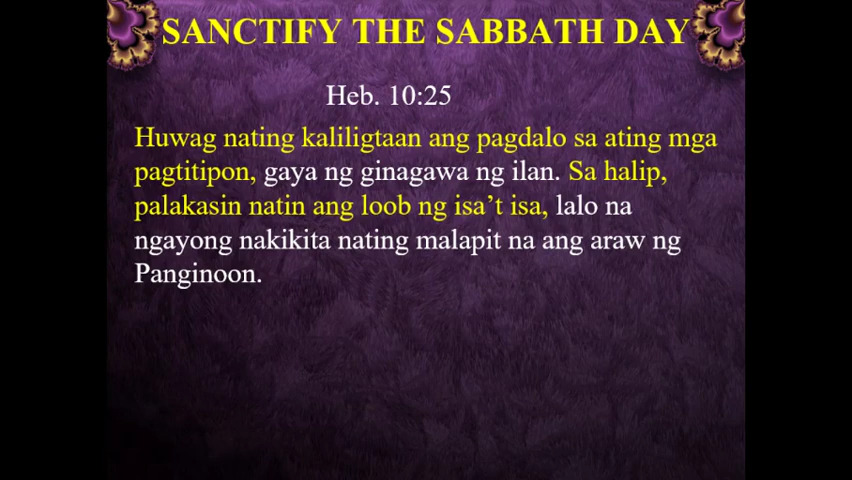 SANCTIFY THE SABBATH DAY
Heb. 10:25
Huwag nating kaliligtaan ang pagdalo sa ating mga
pagtitipon, gaya ng ginagawa ng ilan. Sa halip,
palakasin natin ang loob ng isa’t isa, lalo na
ngayong nakikita nating malapit na ang araw ng
Panginoon.